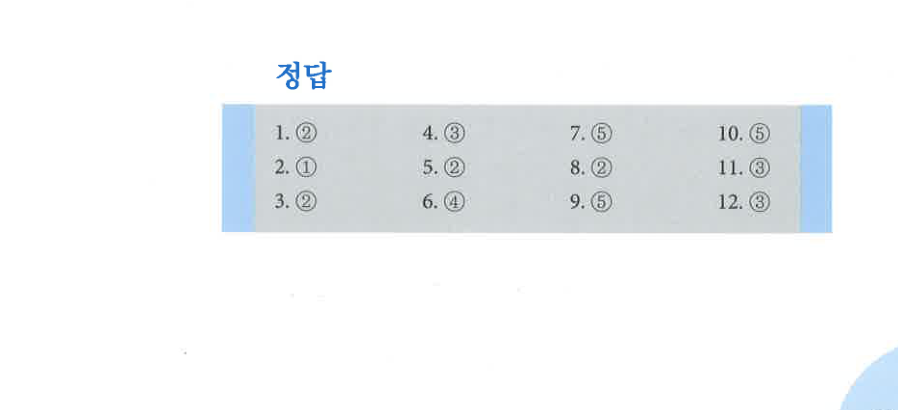 정답
1. ② 4. ③ 7. ⑤ 10. ⑤
2. ① 5. ② 8. ② 11. ③
3. ② 6. ④ 9. ⑤ 12. ③